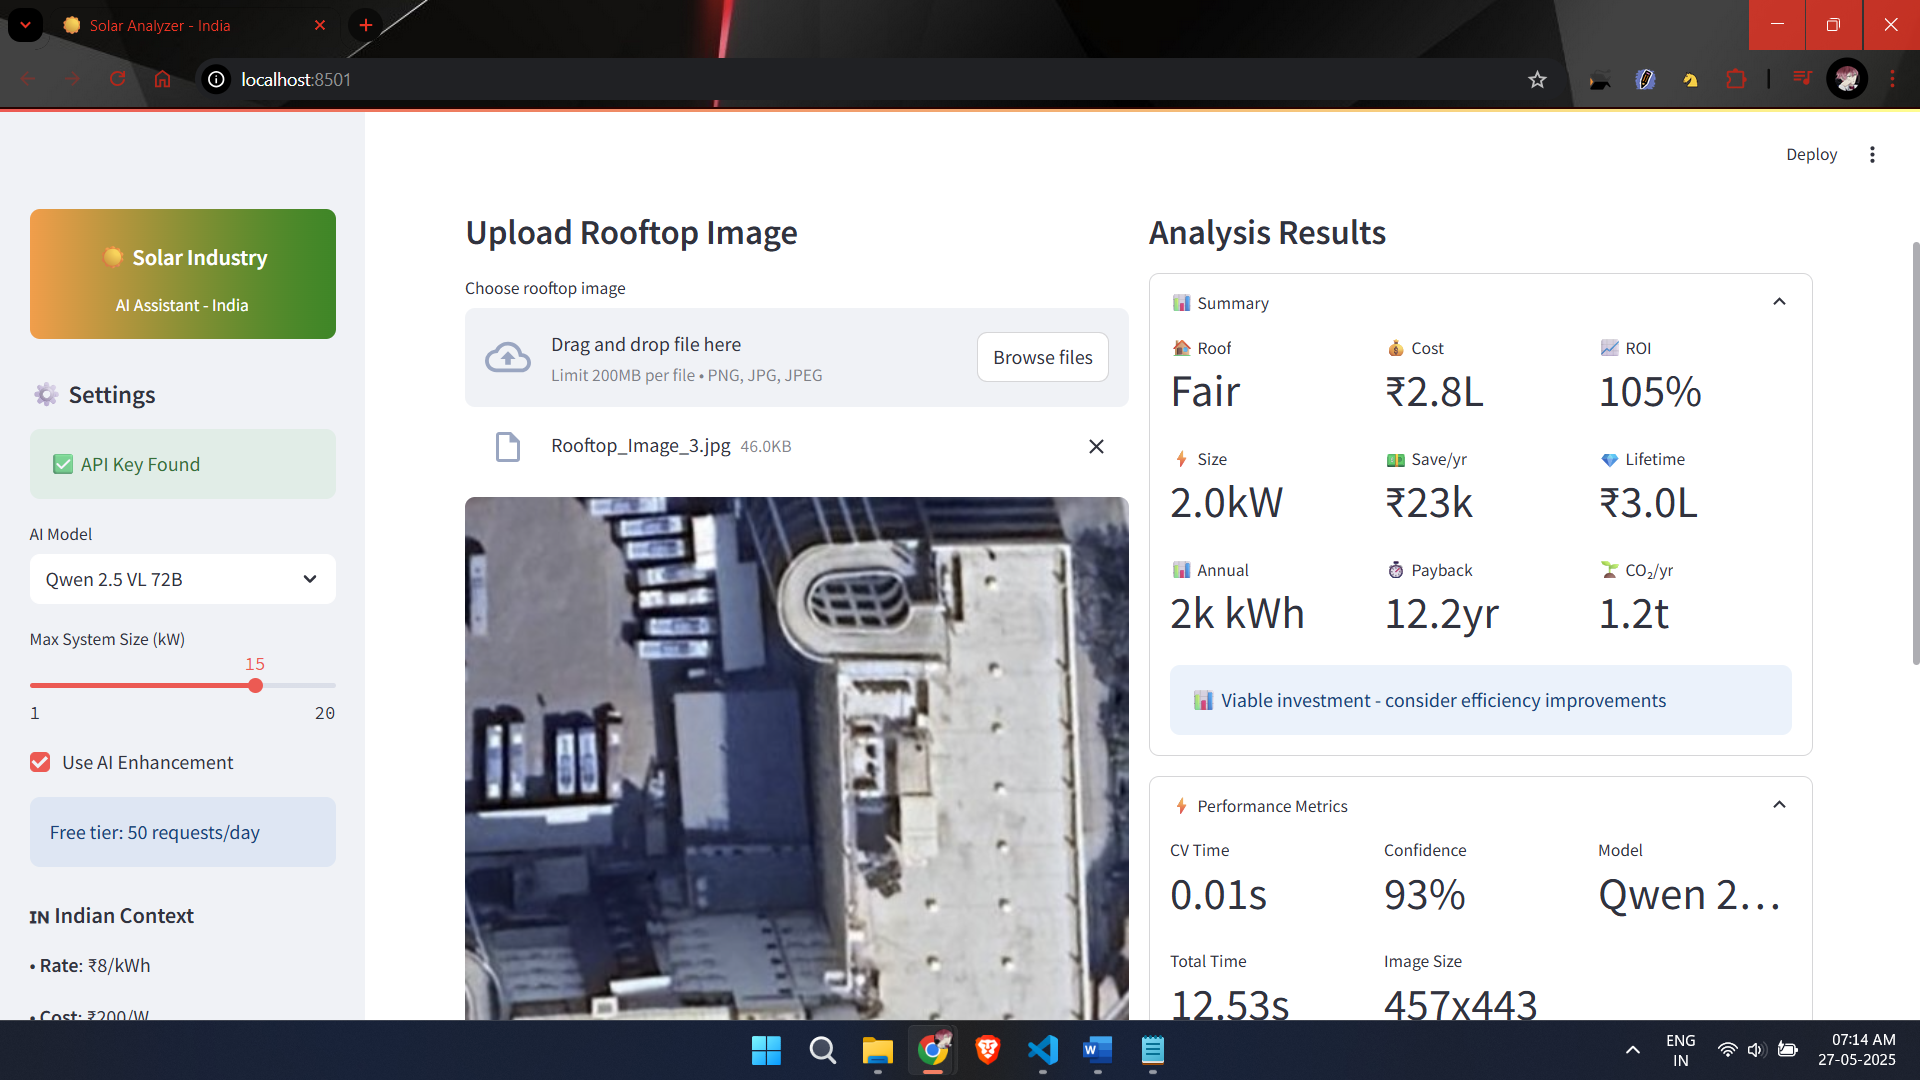 Solar Analyzer - India
localhost:8501
Deploy
Solar Industry
AI Assistant - India
Settings
API Key Found
AI Model
Qwen 2.5 VL 72B
Max System Size (kW)
15
1
20
Use AI Enhancement
Free tier: 50 requests/day
IN Indian Context
• Rate: ₹8/kWh
• Cost: ₹200/W
Upload Rooftop Image
Choose rooftop image
Drag and drop file here
Limit 200MB per file • PNG, JPG, JPEG
Browse files
Rooftop_Image_3.jpg 46.0KB
Analysis Results
Summary
Roof
Fair
Cost
₹2.8L
ROI
105%
Size
2.0kW
Save/yr
₹23k
Lifetime
₹3.0L
Annual
2k kWh
Payback
12.2yr
CO₂/yr
1.2t
Viable investment - consider efficiency improvements
Performance Metrics
CV Time
0.01s
Confidence
93%
Model
Qwen 2...
Total Time
12.53s
Image Size
457x443
ENG
IN
07:14 AM
27-05-2025